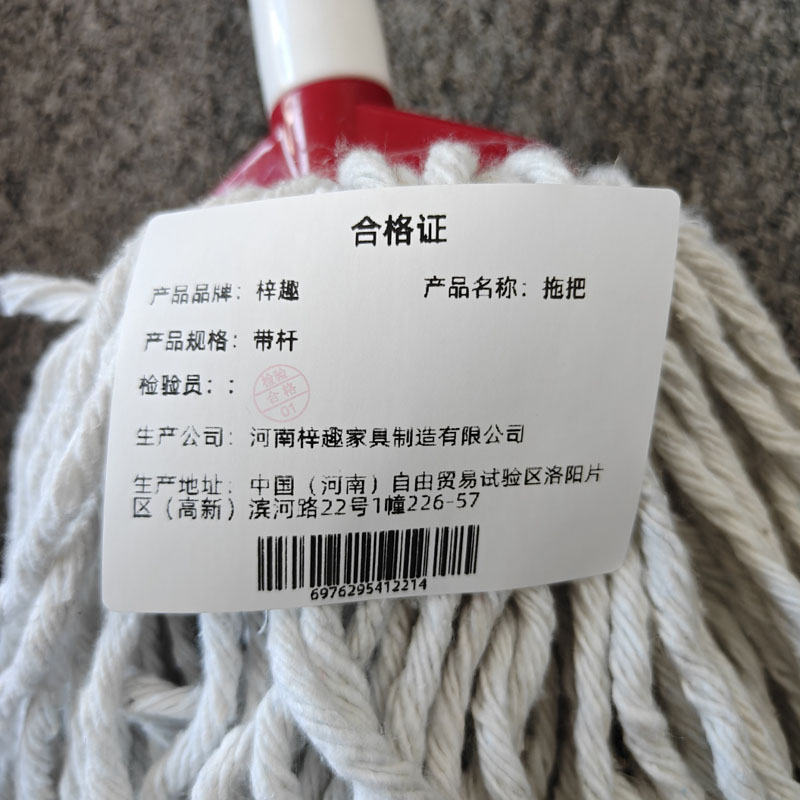 合格证
产品品牌：梓趣 产品名称：拖把
产品规格：带杆
检验员：：
检验
合格
01
生产公司：河南梓趣家具制造有限公司
生产地址：中国（河南）自由贸易试验区洛阳片
区（高新）滨河路22号1幢226-57
6976295412214